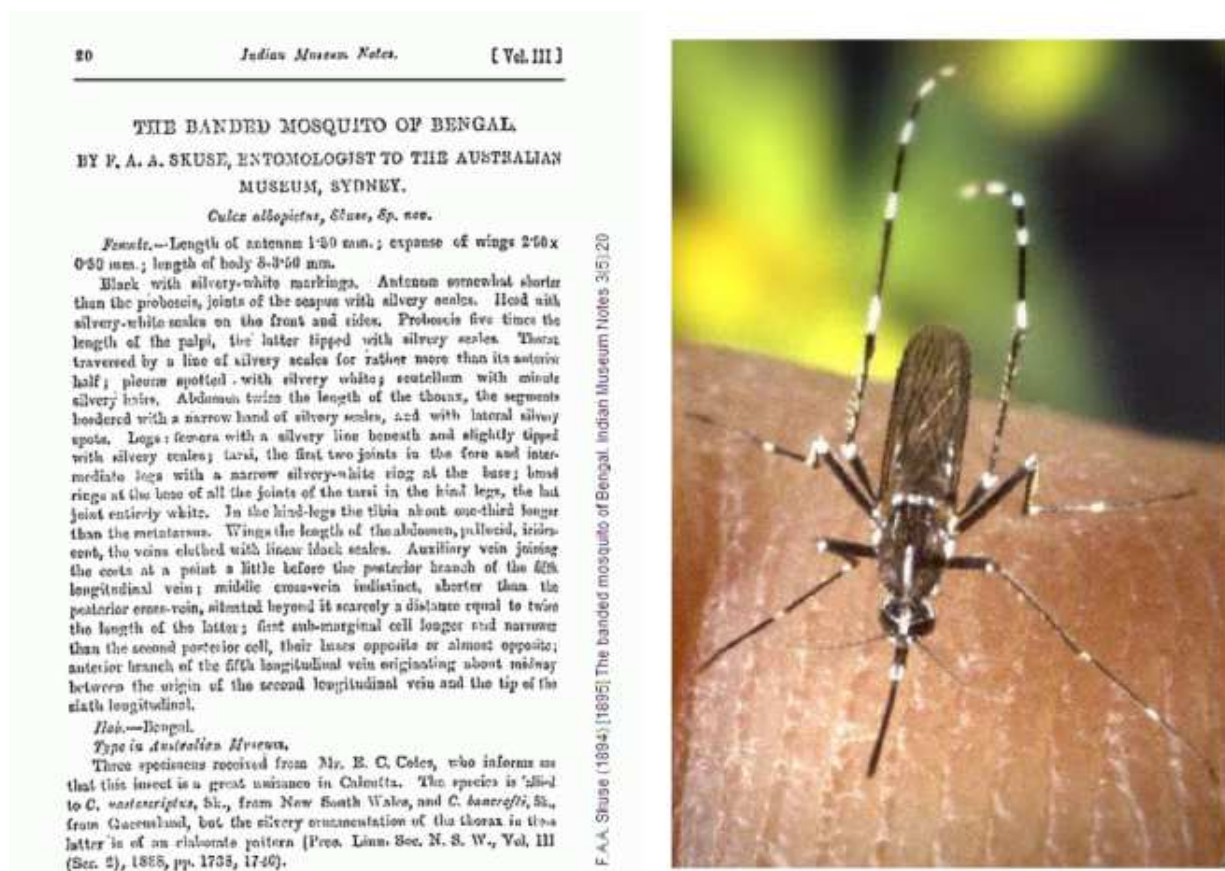 20 Indian Museum Notes. [ Vol. III ]
THE BANDED MOSQUITO OF BENGAL.
BY F. A. A. SKUSE, ENTOMOLOGIST TO THE AUSTRALIAN
MUSEUM, SYDNEY.
Culex albopictus, Skuse, Sp. nov.
Female.—Length of antennæ 1·50 mm.; expanse of wings 2·50 x
0·50 mm.; length of body 3-3·50 mm.
Black with silvery-white markings. Antennæ somewhat shorter
than the proboscis, joints of the scapus with silvery scales. Head with
silvery-white scales on the front and sides. Proboscis five times the
length of the palpi, the latter tipped with silvery scales. Thorax
traversed by a line of silvery scales for rather more than its anterior
half; pleuræ spotted with silvery white; scutellum with minute
silvery hairs. Abdomen twice the length of the thorax, the segments
bordered with a narrow band of silvery scales, and with lateral silvery
spots. Legs: femora with a silvery line beneath and slightly tipped
with silvery scales; tarsi, the first two joints in the fore and inter-
mediate legs with a narrow silvery-white ring at the base; broad
rings at the base of all the joints of the tarsi in the hind legs, the last
joint entirely white. In the hind-legs the tibia about one-third longer
than the metatarsus. Wings the length of the abdomen, pellucid, irides-
cent, the veins clothed with linear black scales. Auxiliary vein joining
the costa at a point a little before the posterior branch of the fifth
longitudinal vein; middle cross-vein indistinct, shorter than the
posterior cross-vein, situated beyond it scarcely a distance equal to twice
the length of the latter; first sub-marginal cell longer and narrower
than the second posterior cell, their bases opposite or almost opposite;
anterior branch of the fifth longitudinal vein originating about midway
between the origin of the second longitudinal vein and the tip of the
sixth longitudinal.
Hab.—Bengal.
Type in Australian Museum.
Three specimens received from Mr. E. C. Cotes, who informs me
that this insect is a great nuisance in Calcutta. The species is allied
to C. Sk., from New South Wales, and C. bancrofti, Sk.,
from Queensland, but the silvery ornamentation of the thorax in the
latter is of an elaborate pattern (Proc. Linn. Soc. N. S. W., Vol. III
(Ser. 2), 1888, pp. 1740).
F.A.A. Skuse (1894) [1895] The banded mosquito of Bengal. Indian Museum Notes 3(5):20